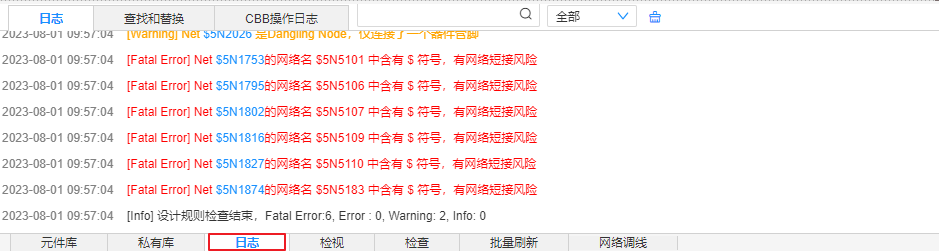 日志 查找和替换 CBB操作日志 全部
2023-08-01 09:57:04 [Warning] Net $5N2026 是Dangling Node，仅连接了一个器件管脚
2023-08-01 09:57:04 [Fatal Error] Net $5N1753的网络名 $5N5101 中含有 $ 符号，有网络短接风险
2023-08-01 09:57:04 [Fatal Error] Net $5N1795的网络名 $5N5106 中含有 $ 符号，有网络短接风险
2023-08-01 09:57:04 [Fatal Error] Net $5N1802的网络名 $5N5107 中含有 $ 符号，有网络短接风险
2023-08-01 09:57:04 [Fatal Error] Net $5N1816的网络名 $5N5109 中含有 $ 符号，有网络短接风险
2023-08-01 09:57:04 [Fatal Error] Net $5N1827的网络名 $5N5110 中含有 $ 符号，有网络短接风险
2023-08-01 09:57:04 [Fatal Error] Net $5N1874的网络名 $5N5183 中含有 $ 符号，有网络短接风险
2023-08-01 09:57:04 [Info] 设计规则检查结束，Fatal Error:6, Error : 0, Warning: 2, Info: 0
元件库 私有库 日志 检视 检查 批量刷新 网络调线